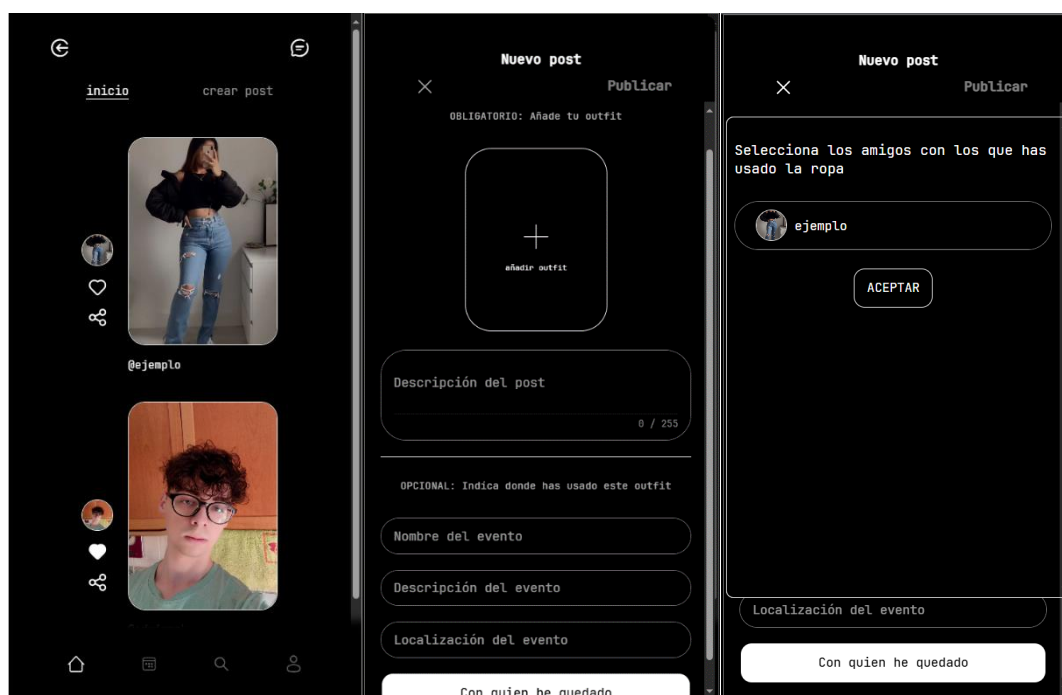 inicio
crear post
@ejemplo
Nuevo post
Publicar
OBLIGATORIO: Añade tu outfit
añadir outfit
Descripción del post
0 / 255
OPCIONAL: Indica donde has usado este outfit
Nombre del evento
Descripción del evento
Localización del evento
Con quien he quedado
Nuevo post
Publicar
Selecciona los amigos con los que has
usado la ropa
ejemplo
ACEPTAR
Localización del evento
Con quien he quedado